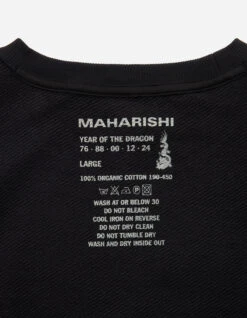 MAHARISHI
YEAR OF THE DRAGON
76-88-00-12-24
LARGE
100% ORGANIC COTTON 190-450
WASH AT OR BELOW 30
DO NOT BLEACH
COOL IRON ON REVERSE
DO NOT DRY CLEAN
DO NOT TUMBLE DRY
WASH AND DRY INSIDE OUT